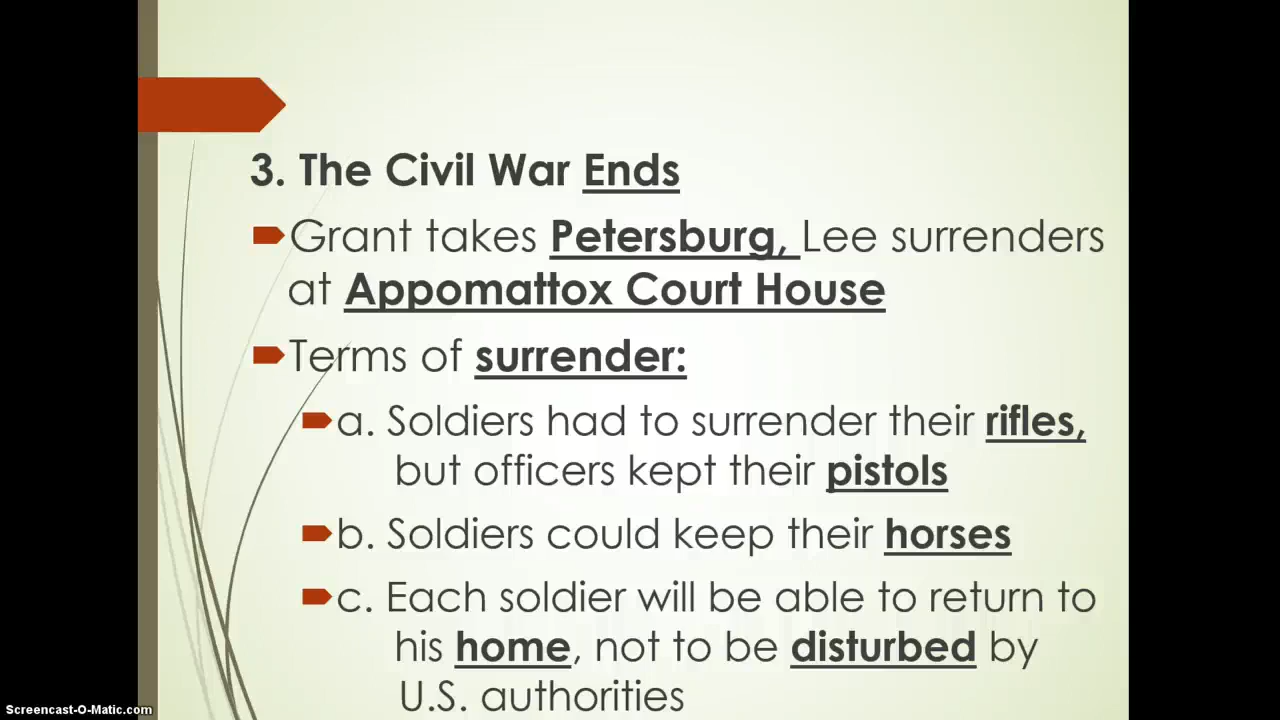 3. The Civil War Ends
Grant takes Petersburg, Lee surrenders
at Appomattox Court House
Terms of surrender:
a. Soldiers had to surrender their rifles,
but officers kept their pistols
b. Soldiers could keep their horses
c. Each soldier will be able to return to
his home, not to be disturbed by
U.S. authorities
Screencast-O-Matic.com